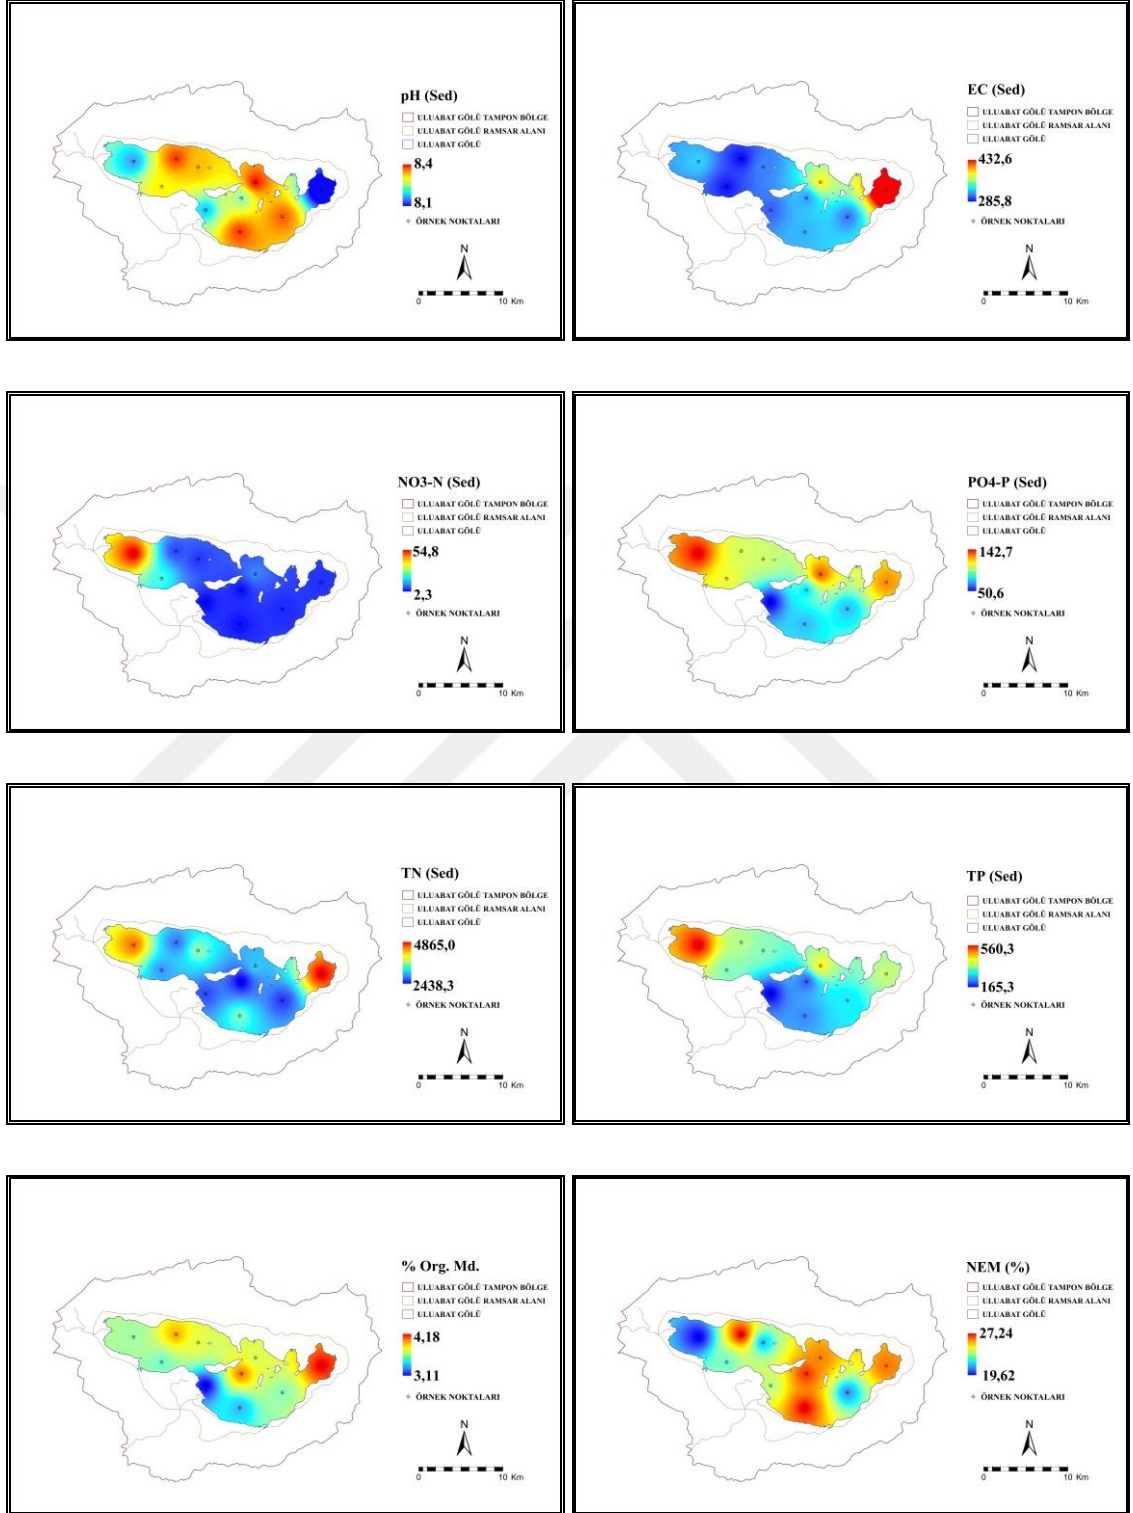 pH (Sed)
ULUABAT GÖLÜ TAMPON BÖLGE
ULUABAT GÖLÜ RAMSAR ALANI
ULUABAT GÖLÜ
8,4
8,1
ÖRNEK NOKTALARI
N
0 10 Km
EC (Sed)
ULUABAT GÖLÜ TAMPON BÖLGE
ULUABAT GÖLÜ RAMSAR ALANI
ULUABAT GÖLÜ
432,6
285,8
ÖRNEK NOKTALARI
N
0 10 Km
NO3-N (Sed)
ULUABAT GÖLÜ TAMPON BÖLGE
ULUABAT GÖLÜ RAMSAR ALANI
ULUABAT GÖLÜ
54,8
2,3
ÖRNEK NOKTALARI
N
0 10 Km
PO4-P (Sed)
ULUABAT GÖLÜ TAMPON BÖLGE
ULUABAT GÖLÜ RAMSAR ALANI
ULUABAT GÖLÜ
142,7
50,6
ÖRNEK NOKTALARI
N
0 10 Km
TN (Sed)
ULUABAT GÖLÜ TAMPON BÖLGE
ULUABAT GÖLÜ RAMSAR ALANI
ULUABAT GÖLÜ
4865,0
2438,3
ÖRNEK NOKTALARI
N
0 10 Km
TP (Sed)
ULUABAT GÖLÜ TAMPON BÖLGE
ULUABAT GÖLÜ RAMSAR ALANI
ULUABAT GÖLÜ
560,3
165,3
ÖRNEK NOKTALARI
N
0 10 Km
% Org. Md.
ULUABAT GÖLÜ TAMPON BÖLGE
ULUABAT GÖLÜ RAMSAR ALANI
ULUABAT GÖLÜ
4,18
3,11
ÖRNEK NOKTALARI
N
0 10 Km
NEM (%)
ULUABAT GÖLÜ TAMPON BÖLGE
ULUABAT GÖLÜ RAMSAR ALANI
ULUABAT GÖLÜ
27,24
19,62
ÖRNEK NOKTALARI
N
0 10 Km